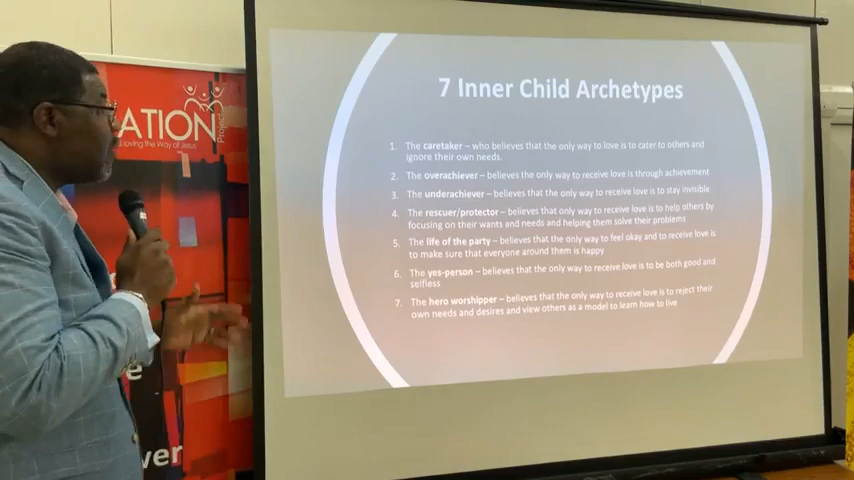 7 Inner Child Archetypes
1. The caretaker – who believes that the only way to love is to cater to others and
ignore their own needs.
2. The overachiever – believes the only way to receive love is through achievement
3. The underachiever – believes that the only way to receive love is to stay invisible
4. The rescuer/protector – believes that only way to receive love is to help others by
focusing on their wants and needs and helping them solve their problems
5. The life of the party – believes that the only way to feel okay and to receive love is
to make sure that everyone around them is happy
6. The yes-person – believes that the only way to receive love is to be both good and
selfless
7. The hero worshipper – believes that the only way to receive love is to reject their
own needs and desires and view others as a model to learn how to live
ATION
Project
loving the Way of Jesus
ver